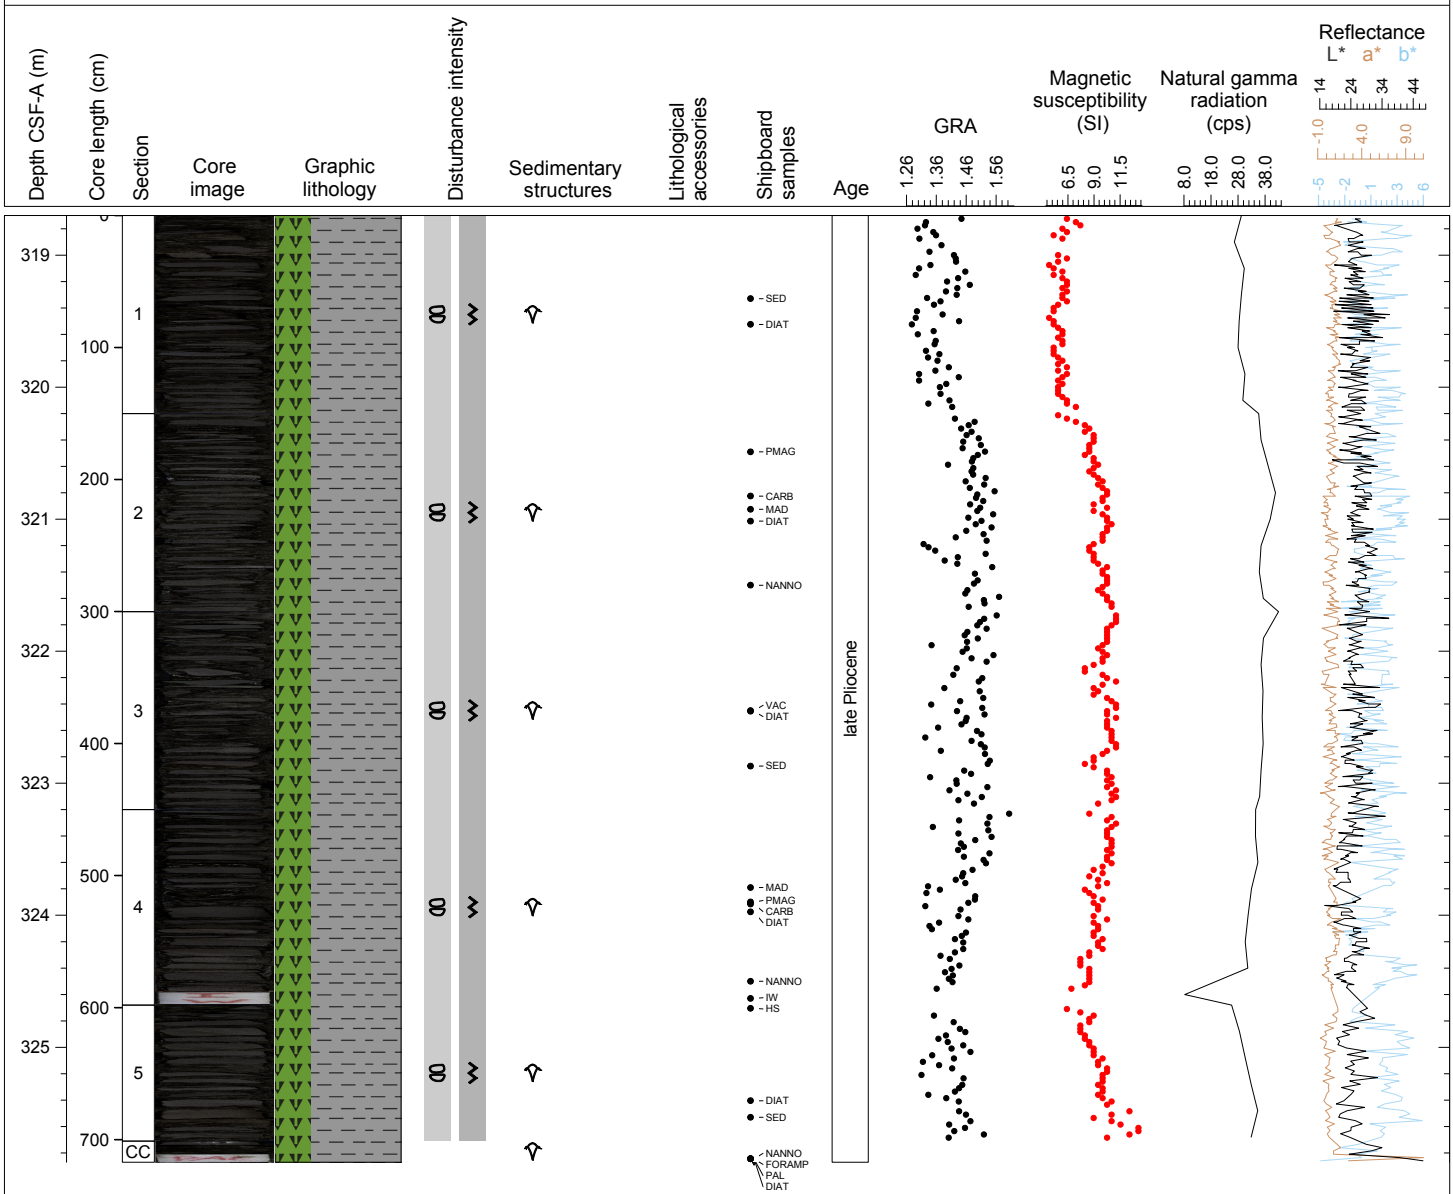 Depth CSF-A (m)
Core length (cm)
Section
Core
image
Graphic
lithology
Disturbance intensity
Sedimentary
structures
Lithological
accessories
Shipboard
samples
Age
GRA
1.26 1.36 1.46 1.56
Magnetic
susceptibility
(SI)
6.5 9.0 11.5
Natural gamma
radiation
(cps)
8.0 18.0 28.0 38.0
Reflectance
L* a* b*
14 24 34 44
-1.0 4.0 9.0
-5 -2 1 3 6
0
319
1
SED
DIAT
100
320
PMAG
200
CARB
MAD
2
321
DIAT
NANNO
300
322
VAC
3
DIAT
late Pliocene
400
SED
323
500
MAD
PMAG
4
CARB
324
DIAT
NANNO
IW
600
HS
325
5
DIAT
SED
700
CC
NANNO
FORAMP
PAL
DIAT